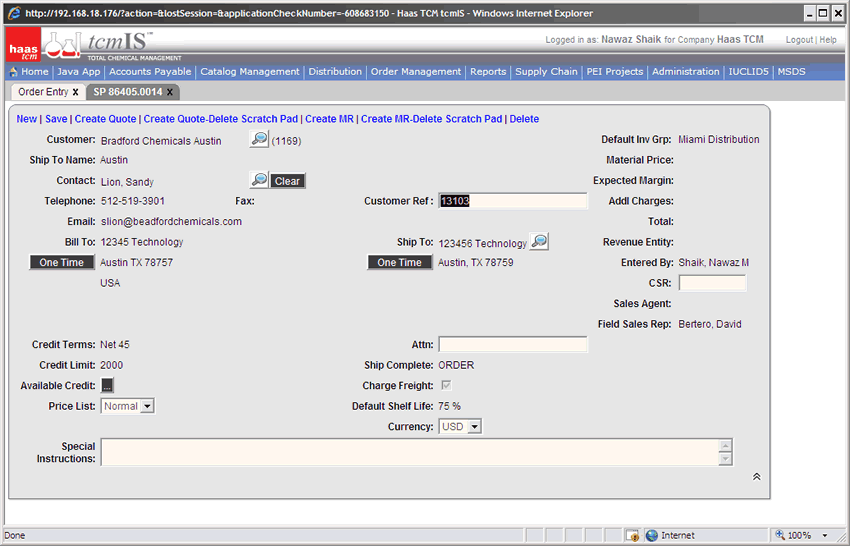 http://192.168.18.176/?action=&lostSession=&applicationCheckNumber=-608683150 - Haas TCM tcmIS - Windows Internet Explorer
haas tcm tcmIS™ TOTAL CHEMICAL MANAGEMENT
Logged in as: Nawaz Shaik for Company Haas TCM Logout | Help
Home | Java App | Accounts Payable | Catalog Management | Distribution | Order Management | Reports | Supply Chain | PEI Projects | Administration | IUCLID5 | MSDS
Order Entry x SP 86405.0014 x
New | Save | Create Quote | Create Quote-Delete Scratch Pad | Create MR | Create MR-Delete Scratch Pad | Delete
Customer: Bradford Chemicals Austin (1169) Default Inv Grp: Miami Distribution
Ship To Name: Austin Material Price:
Contact: Lion, Sandy Clear Expected Margin:
Telephone: 512-519-3901 Fax: Customer Ref : 13103 Addl Charges:
Email: slion@beadfordchemicals.com Total:
Bill To: 12345 Technology Ship To: 123456 Technology Revenue Entity:
One Time Austin TX 78757 One Time Austin, TX 78759 Entered By: Shaik, Nawaz M
USA CSR:
Sales Agent:
Field Sales Rep: Bertero, David
Credit Terms: Net 45 Attn:
Credit Limit: 2000 Ship Complete: ORDER
Available Credit: ... Charge Freight:
Price List: Normal Default Shelf Life: 75 %
Currency: USD
Special
Instructions:
Done Internet 100%